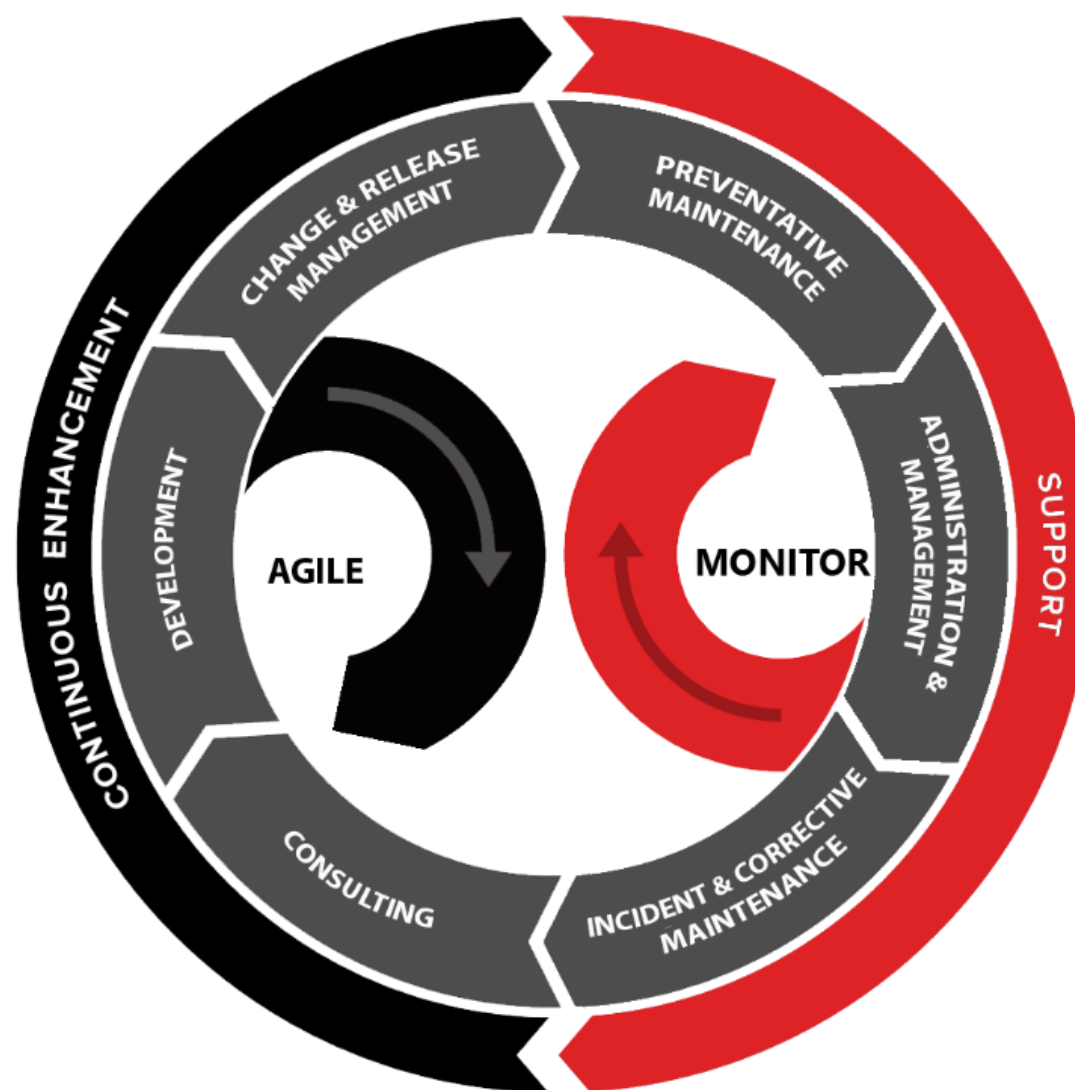 CONTINUOUS ENHANCEMENT
CHANGE & RELEASE
MANAGEMENT
PREVENTATIVE
MAINTENANCE
ADMINISTRATION &
MANAGEMENT
SUPPORT
INCIDENT & CORRECTIVE
MAINTENANCE
CONSULTING
DEVELOPMENT
AGILE
MONITOR